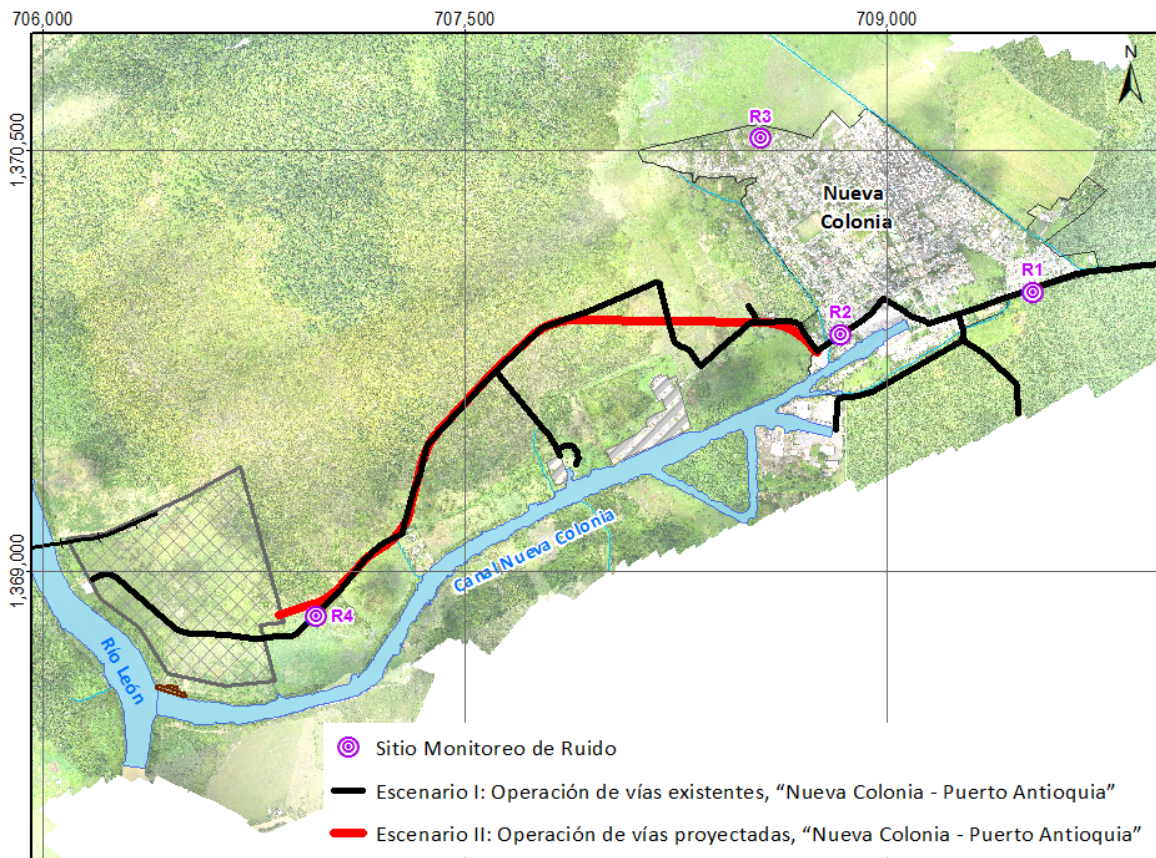 706,000
707,500
709,000
N
R3
1,370,500
Nueva
Colonia
R1
R2
1,369,000
Canal Nueva Colonia
R4
Río León
Sitio Monitoreo de Ruido
Escenario I: Operación de vías existentes, “Nueva Colonia - Puerto Antioquia”
Escenario II: Operación de vías proyectadas, “Nueva Colonia - Puerto Antioquia”